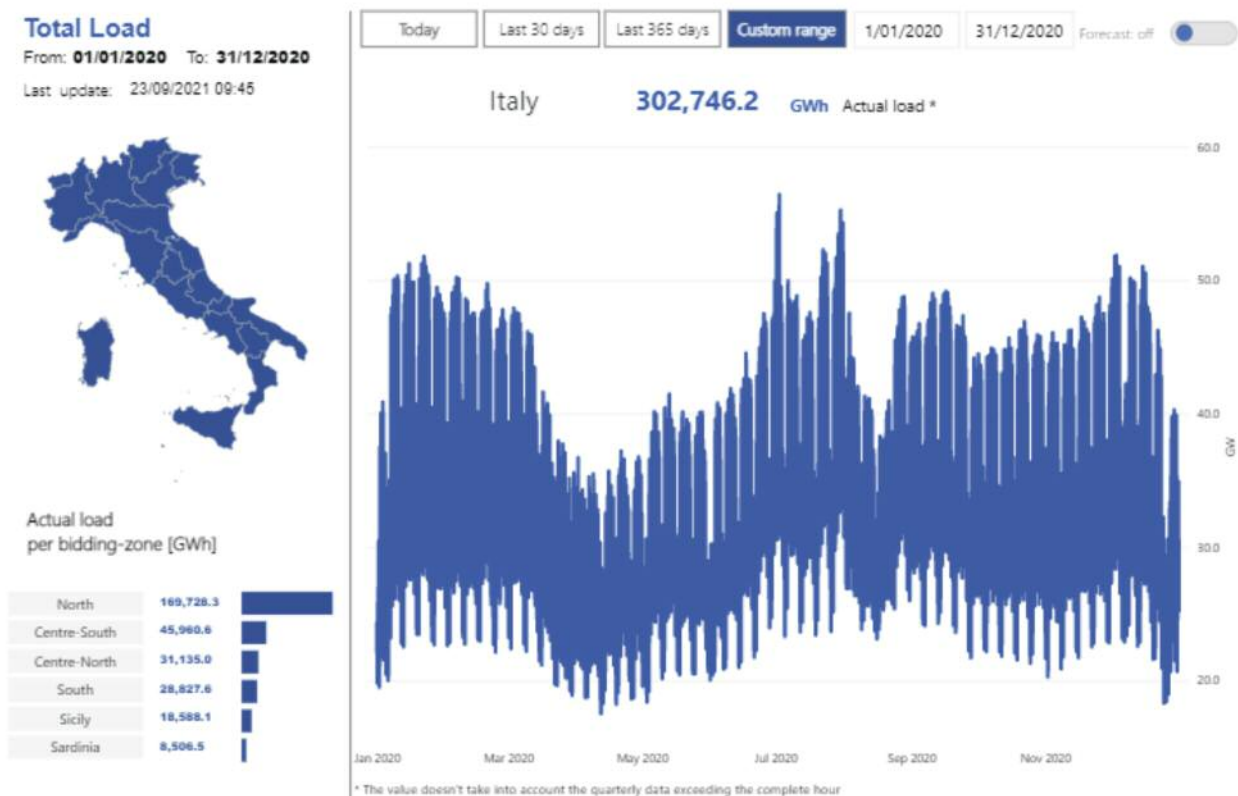 Total Load
From: 01/01/2020 To: 31/12/2020
Last update: 23/09/2021 09:45
Today
Last 30 days
Last 365 days
Custom range
1/01/2020
31/12/2020
Forecast: off
Italy 302,746.2 GWh Actual load *
60.0
50.0
40.0
30.0
20.0
GW
Jan 2020
Mar 2020
May 2020
Jul 2020
Sep 2020
Nov 2020
* The value doesn't take into account the quarterly data exceeding the complete hour
Actual load
per bidding-zone [GWh]
North 169,728.3
Centre-South 45,960.6
Centre-North 31,135.0
South 28,827.6
Sicily 18,588.1
Sardinia 8,506.5